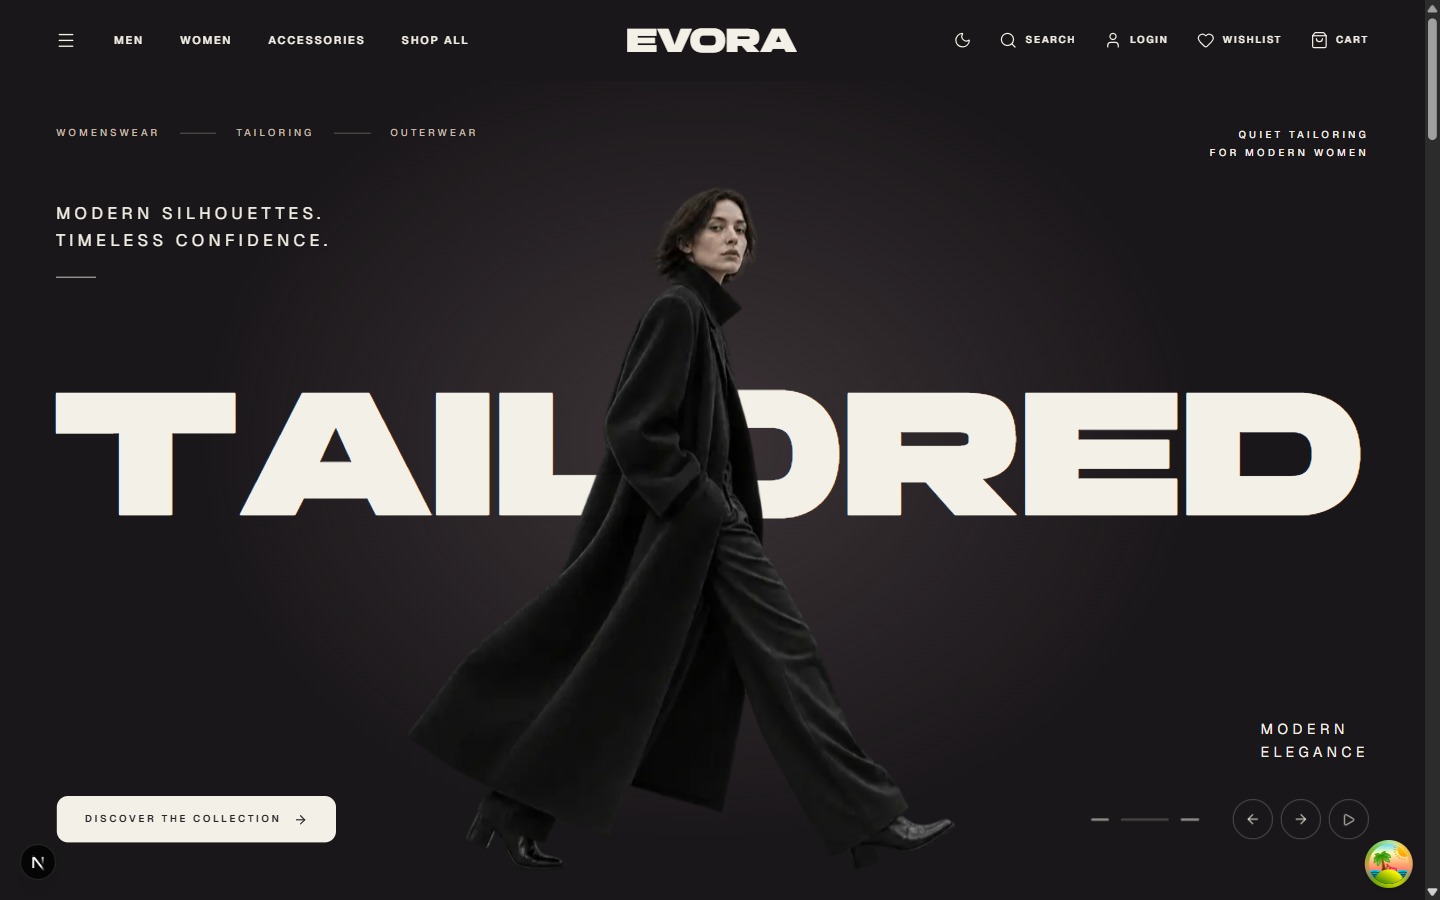 MEN WOMEN ACCESSORIES SHOP ALL EVORA SEARCH LOGIN WISHLIST CART
WOMENSWEAR TAILORING OUTERWEAR
QUIET TAILORING
FOR MODERN WOMEN
MODERN SILHOUETTES.
TIMELESS CONFIDENCE.
TAILORED
MODERN
ELEGANCE
DISCOVER THE COLLECTION
N